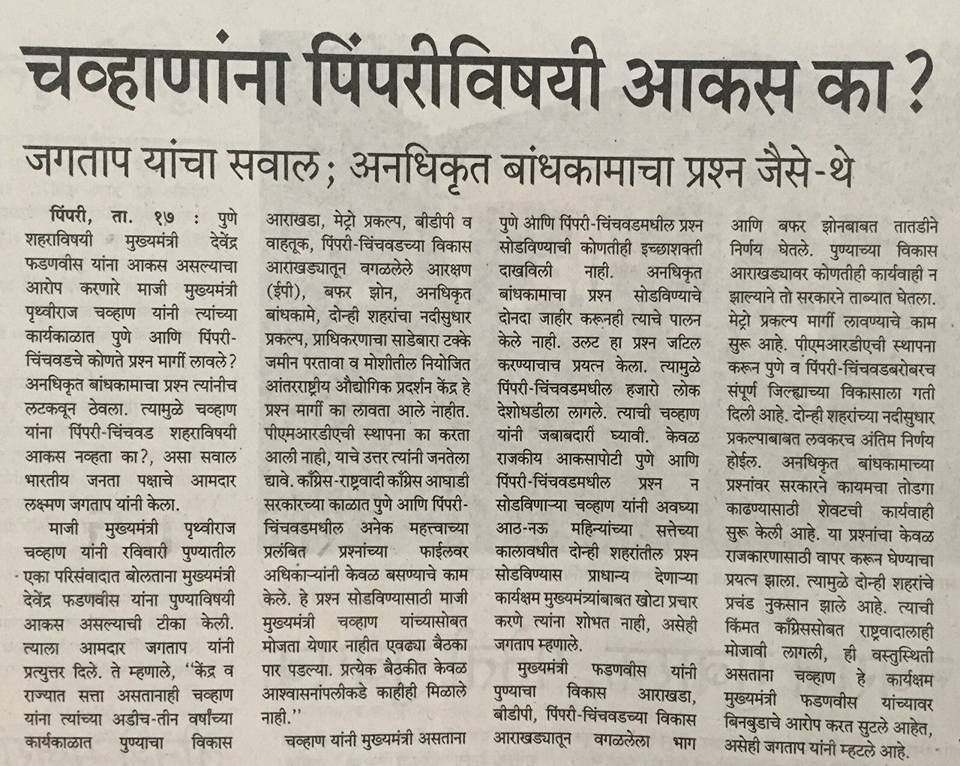 चव्हाणांना पिंपरीविषयी आकस का?
जगताप यांचा सवाल; अनधिकृत बांधकामाचा प्रश्न जैसे-थे
पिंपरी, ता. १७ : पुणे
शहराविषयी मुख्यमंत्री देवेंद्र
फडणवीस यांना आकस असल्याचा
आरोप करणारे माजी मुख्यमंत्री
पृथ्वीराज चव्हाण यांनी त्यांच्या
कार्यकाळात पुणे आणि पिंपरी-
चिंचवडचे कोणते प्रश्न मार्गी लावले?
अनधिकृत बांधकामाचा प्रश्न त्यांनीच
लटकवून ठेवला. त्यामुळे चव्हाण
यांना पिंपरी-चिंचवड शहराविषयी
आकस नव्हता का?, असा सवाल
भारतीय जनता पक्षाचे आमदार
लक्ष्मण जगताप यांनी केला.
माजी मुख्यमंत्री पृथ्वीराज
चव्हाण यांनी रविवारी पुण्यातील
एका परिसंवादात बोलताना मुख्यमंत्री
देवेंद्र फडणवीस यांना पुण्याविषयी
आकस असल्याची टीका केली.
त्याला आमदार जगताप यांनी
प्रत्युत्तर दिले. ते म्हणाले, ‘‘केंद्र व
राज्यात सत्ता असतानाही चव्हाण
यांना त्यांच्या अडीच-तीन वर्षांच्या
कार्यकाळात पुण्याचा विकास
आराखडा, मेट्रो प्रकल्प, बीडीपी व
वाहतूक, पिंपरी-चिंचवडच्या विकास
आराखड्यातून वगळलेले आरक्षण
(ईपी), बफर झोन, अनधिकृत
बांधकामे, दोन्ही शहरांचा नदीसुधार
प्रकल्प, प्राधिकरणाचा साडेबारा टक्के
जमीन परतावा व मोशीतील नियोजित
आंतरराष्ट्रीय औद्योगिक प्रदर्शन केंद्र हे
प्रश्न मार्गी का लावता आले नाहीत.
पीएमआरडीएची स्थापना का करता
आली नाही, याचे उत्तर त्यांनी जनतेला
द्यावे. काँग्रेस-राष्ट्रवादी काँग्रेस आघाडी
सरकारच्या काळात पुणे आणि पिंपरी-
चिंचवडमधील अनेक महत्त्वाच्या
प्रलंबित प्रश्नांच्या फाईलवर
अधिकाऱ्यांनी केवळ बसण्याचे काम
केले. हे प्रश्न सोडविण्यासाठी माजी
मुख्यमंत्री चव्हाण यांच्यासोबत
मोजता येणार नाहीत एवढ्या बैठका
पार पडल्या. प्रत्येक बैठकीत केवळ
आश्वासनांपलीकडे काहीही मिळाले
नाही.’’
चव्हाण यांनी मुख्यमंत्री असताना
पुणे आणि पिंपरी-चिंचवडमधील प्रश्न
सोडविण्याची कोणतीही इच्छाशक्ती
दाखविली नाही. अनधिकृत
बांधकामाचा प्रश्न सोडविण्याचे
दोनदा जाहीर करूनही त्याचे पालन
केले नाही. उलट हा प्रश्न जटिल
करण्याचाच प्रयत्न केला. त्यामुळे
पिंपरी-चिंचवडमधील हजारो लोक
देशोधडीला लागले. त्याची चव्हाण
यांनी जबाबदारी घ्यावी. केवळ
राजकीय आकसापोटी पुणे आणि
पिंपरी-चिंचवडमधील प्रश्न न
सोडविणाऱ्या चव्हाण यांनी अवघ्या
आठ-नऊ महिन्यांच्या सत्तेच्या
कालावधीत दोन्ही शहरांतील प्रश्न
सोडविण्यास प्राधान्य देणाऱ्या
कार्यक्षम मुख्यमंत्र्यांबाबत खोटा प्रचार
करणे त्यांना शोभत नाही, असेही
जगताप म्हणाले.
मुख्यमंत्री फडणवीस यांनी
पुण्याचा विकास आराखडा,
बीडीपी, पिंपरी-चिंचवडच्या विकास
आराखड्यातून वगळलेला भाग
आणि बफर झोनबाबत तातडीने
निर्णय घेतले. पुण्याच्या विकास
आराखड्यावर कोणतीही कार्यवाही न
झाल्याने तो सरकारने ताब्यात घेतला.
मेट्रो प्रकल्प मार्गी लावण्याचे काम
सुरू आहे. पीएमआरडीएची स्थापना
करून पुणे व पिंपरी-चिंचवडबरोबरच
संपूर्ण जिल्ह्याच्या विकासाला गती
दिली आहे. दोन्ही शहरांच्या नदीसुधार
प्रकल्पाबाबत लवकरच अंतिम निर्णय
होईल. अनधिकृत बांधकामाच्या
प्रश्नांवर सरकारने कायमचा तोडगा
काढण्यासाठी शेवटची कार्यवाही
सुरू केली आहे. या प्रश्नांचा केवळ
राजकारणासाठी वापर करून घेण्याचा
प्रयत्न झाला. त्यामुळे दोन्ही शहरांचे
प्रचंड नुकसान झाले आहे. त्याची
किंमत काँग्रेससोबत राष्ट्रवादालाही
मोजावी लागली, ही वस्तुस्थिती
असताना चव्हाण हे कार्यक्षम
मुख्यमंत्री फडणवीस यांच्यावर
बिनबुडाचे आरोप करत सुटले आहेत,
असेही जगताप यांनी म्हटले आहे.